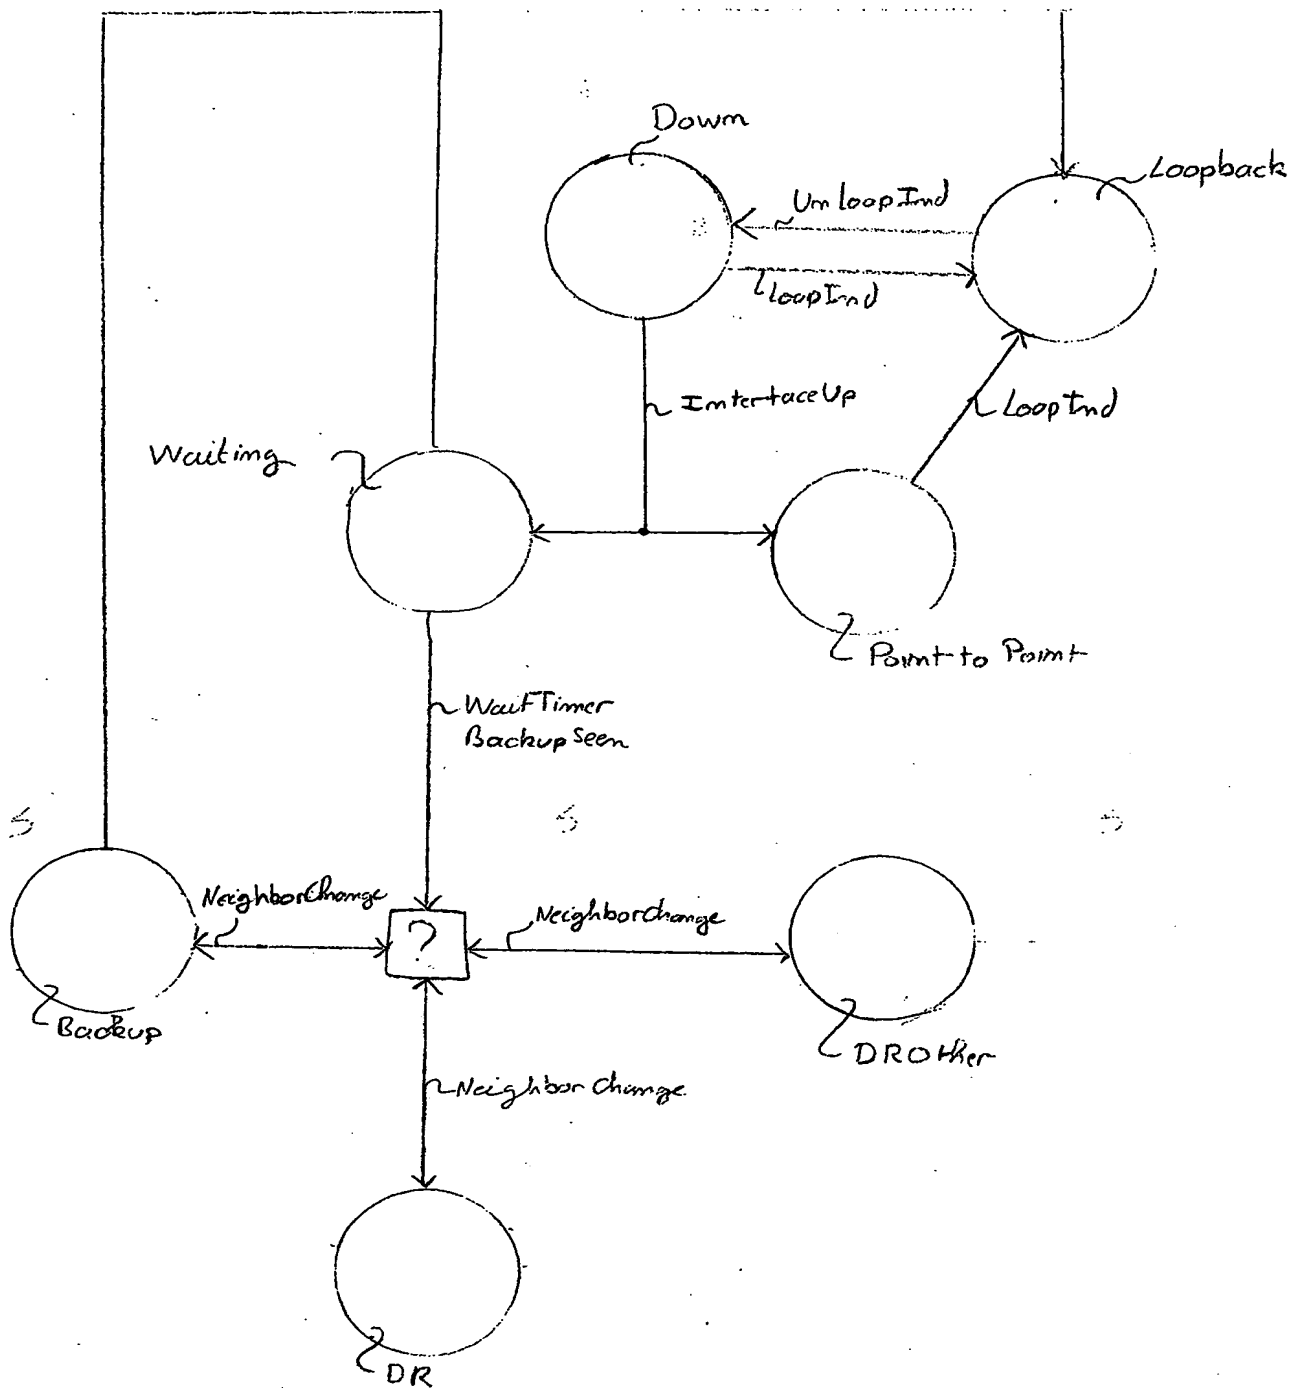 Down
Loopback
UnLoopInd
LoopInd
InterfaceUp
LoopInd
Waiting
Point to Point
WaitTimer
BackupSeen
NeighborChange
?
NeighborChange
Backup
DROther
Neighbor Change
DR